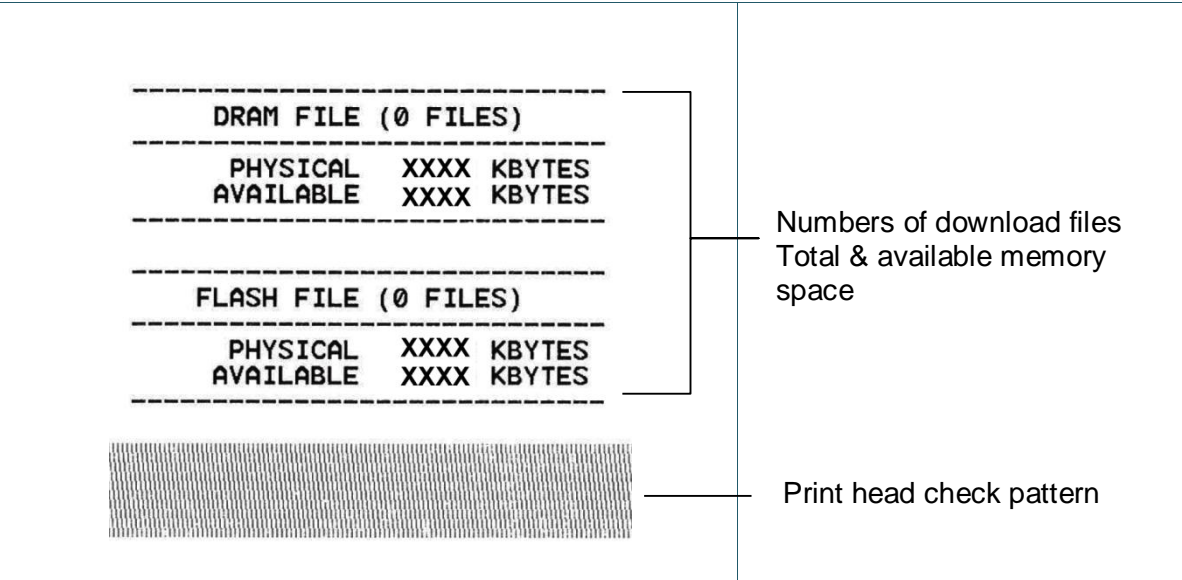 DRAM FILE (0 FILES)
PHYSICAL XXXX KBYTES
AVAILABLE XXXX KBYTES
FLASH FILE (0 FILES)
PHYSICAL XXXX KBYTES
AVAILABLE XXXX KBYTES
Numbers of download files
Total & available memory
space
Print head check pattern